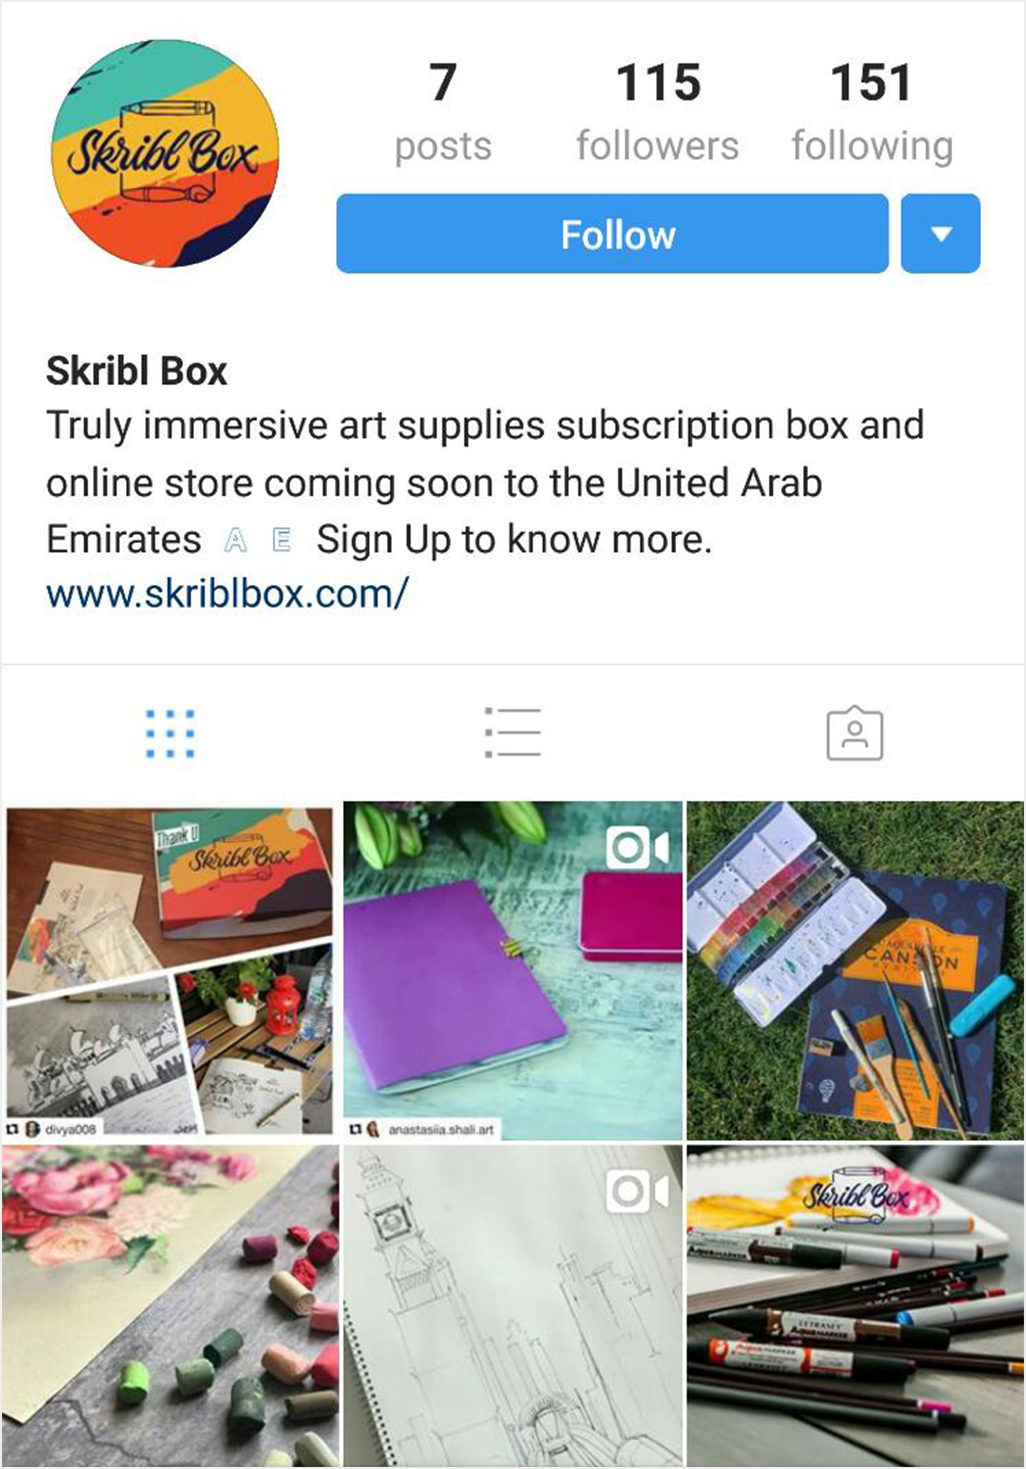 Skribl Box
7
posts
115
followers
151
following
Follow
Skribl Box
Truly immersive art supplies subscription box and
online store coming soon to the United Arab
Emirates A E Sign Up to know more.
www.skriblbox.com/
Thank U
Skribl Box
divya008
anastasiia.shali.art
CANSON
Skribl Box
LETRASET
AQUAMARKER